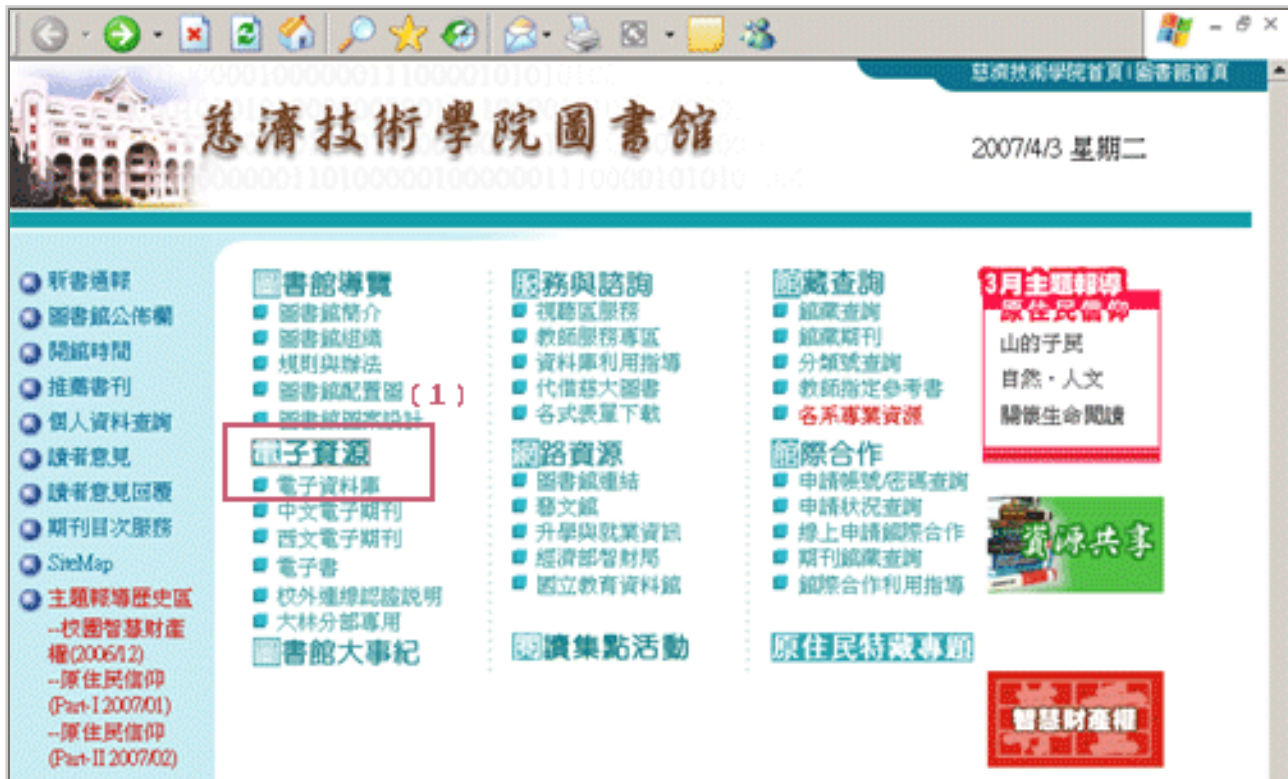 慈濟技術學院首頁|圖書館首頁
慈濟技術學院圖書館
2007/4/3 星期二
新書通報
圖書館公佈欄
開館時間
推薦書刊
個人資料查詢
讀者意見
讀者意見回覆
期刊目次服務
SiteMap
主題報導歷史區
--校園智慧財產
權(2006/12)
--原住民信仰
(Part-I 2007/01)
--原住民信仰
(Part-II 2007/02)
圖書館導覽
圖書館簡介
圖書館組織
規則與辦法
圖書館配置圖
(1)
圖書館圖案設計
電子資源
電子資料庫
中文電子期刊
西文電子期刊
電子書
校外連線認證說明
大林分部專用
圖書館大事紀
服務與諮詢
視聽區服務
教師服務專區
資料庫利用指導
代借慈大圖書
各式表單下載
網路資源
圖書館連結
藝文館
升學與就業資訊
經濟部智財局
國立教育資料館
閱讀集點活動
館藏查詢
館藏查詢
館藏期刊
分類號查詢
教師指定參考書
各系專業資源
館際合作
申請帳號/密碼查詢
申請狀況查詢
線上申請館際合作
期刊館藏查詢
館際合作利用指導
原住民特藏專題
3月主題報導
原住民信仰
山的子民
自然‧人文
關懷生命閱讀
資源共享
智慧財產權